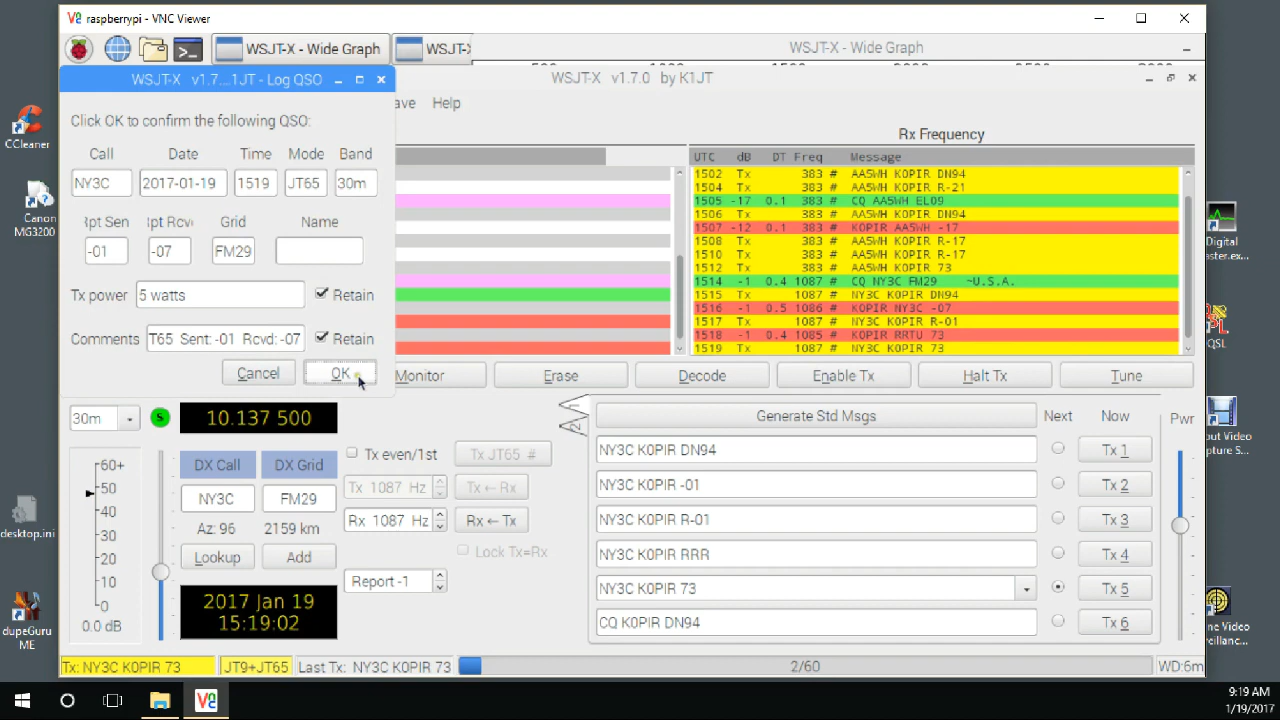 raspberrypi - VNC Viewer
WSJT-X - Wide Graph
WSJT-X
WSJT-X - Wide Graph
WSJT-X v1.7....1JT - Log QSO
WSJT-X v1.7.0 by K1JT
ave Help
Click OK to confirm the following QSO:
Call Date Time Mode Band
NY3C 2017-01-19 1519 JT65 30m
Rpt Sen Rpt Rcv Grid Name
-01 -07 FM29
Tx power 5 watts Retain
Comments T65 Sent: -01 Rcvd: -07 Retain
Cancel OK
Rx Frequency
UTC dB DT Freq Message
1502 Tx 383 # AA5WH K0PIR DN94
1504 Tx 383 # AA5WH K0PIR R-21
1505 -17 0.1 383 # CQ AA5WH EL09
1506 Tx 383 # AA5WH K0PIR DN94
1507 -12 0.1 383 # K0PIR AA5WH -17
1508 Tx 383 # AA5WH K0PIR R-17
1510 Tx 383 # AA5WH K0PIR R-17
1512 Tx 383 # AA5WH K0PIR 73
1514 -1 0.4 1087 # CQ NY3C FM29 ~U.S.A.
1515 Tx 1087 # NY3C K0PIR DN94
1516 -1 0.5 1086 # K0PIR NY3C -07
1517 Tx 1087 # NY3C K0PIR R-01
1518 -1 0.4 1085 # K0PIR RRTU 73
1519 Tx 1087 # NY3C K0PIR 73
Monitor Erase Decode Enable Tx Halt Tx Tune
30m S 10.137 500
Generate Std Msgs Next Now Pwr
DX Call DX Grid
NY3C FM29
Az: 96 2159 km
Lookup Add
2017 Jan 19
15:19:02
Tx even/1st Tx JT65 #
Tx 1087 Hz Tx ← Rx
Rx 1087 Hz Rx ← Tx
Lock Tx=Rx
Report -1
1
2
NY3C K0PIR DN94 Tx 1
NY3C K0PIR -01 Tx 2
NY3C K0PIR R-01 Tx 3
NY3C K0PIR RRR Tx 4
NY3C K0PIR 73 Tx 5
CQ K0PIR DN94 Tx 6
60+
50
40
30
20
10
0
0.0 dB
Tx: NY3C K0PIR 73 JT9+JT65 Last Tx: NY3C K0PIR 73 2/60 WD:6m
CCleaner
Canon
MG3200
desktop.ini
dupeGuru
ME
Digital
aster.ex...
QSL
out Video
pture S...
ne Video
veillanc...
9:19 AM
1/19/2017